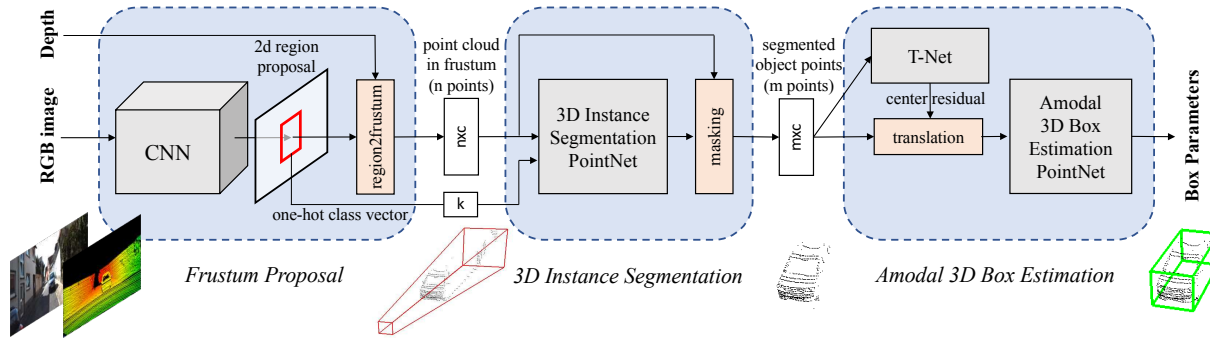 Depth
RGB image
CNN
2d region
proposal
region2frustum
one-hot class vector
Frustum Proposal
point cloud
in frustum
(n points)
nxc
k
3D Instance
Segmentation
PointNet
masking
3D Instance Segmentation
segmented
object points
(m points)
mxc
T-Net
center residual
translation
Amodal
3D Box
Estimation
PointNet
Amodal 3D Box Estimation
Box Parameters